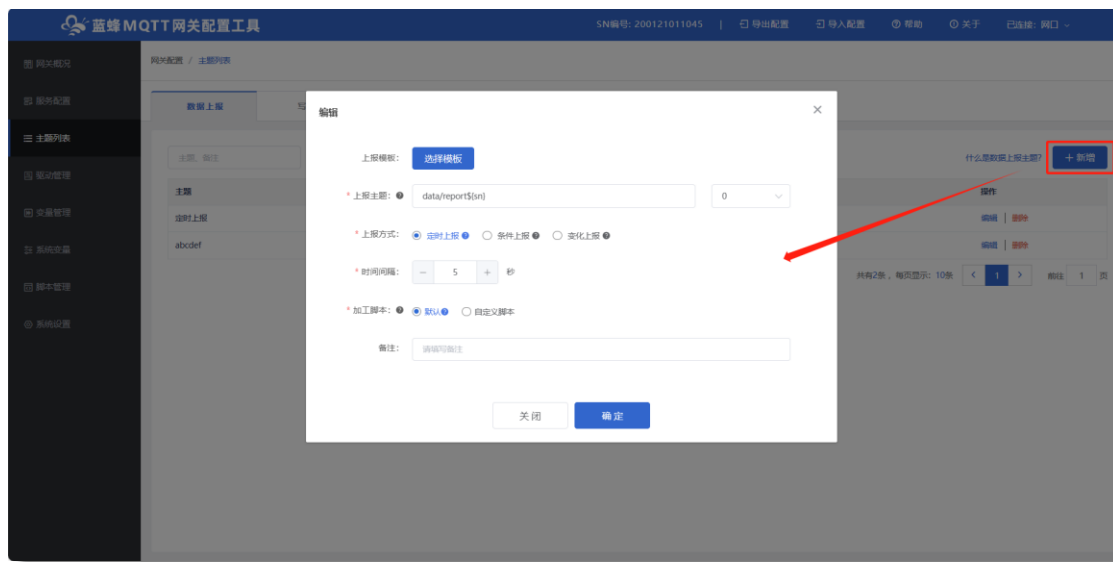 蓝蜂MQTT网关配置工具 SN编号: 200121011045 | 导出配置 导入配置 帮助 关于 已连接: 网口
网关概况 网关配置 / 主题列表
服务配置 数据上报
主题列表 编辑 ×
驱动管理 主题、备注 上报模板: 选择模板 什么是数据上报主题? + 新增
变量管理 主题 * 上报主题: data/report${sn} 0 操作
系统变量 定时上报 * 上报方式: 定时上报 条件上报 变化上报 编辑 | 删除
脚本管理 abcdef * 时间间隔: − 5 + 秒 编辑 | 删除
系统设置 共有2条，每页显示: 10条 < 1 > 前往 1 页
* 加工脚本: 默认 自定义脚本
备注: 请填写备注
关闭 确定